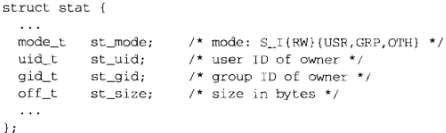 struct stat {
...
mode_t st_mode; /* mode: S_I{RW}{USR,GRP,OTH} */
uid_t st_uid; /* user ID of owner */
gid_t st_gid; /* group ID of owner */
off_t st_size; /* size in bytes */
...
};